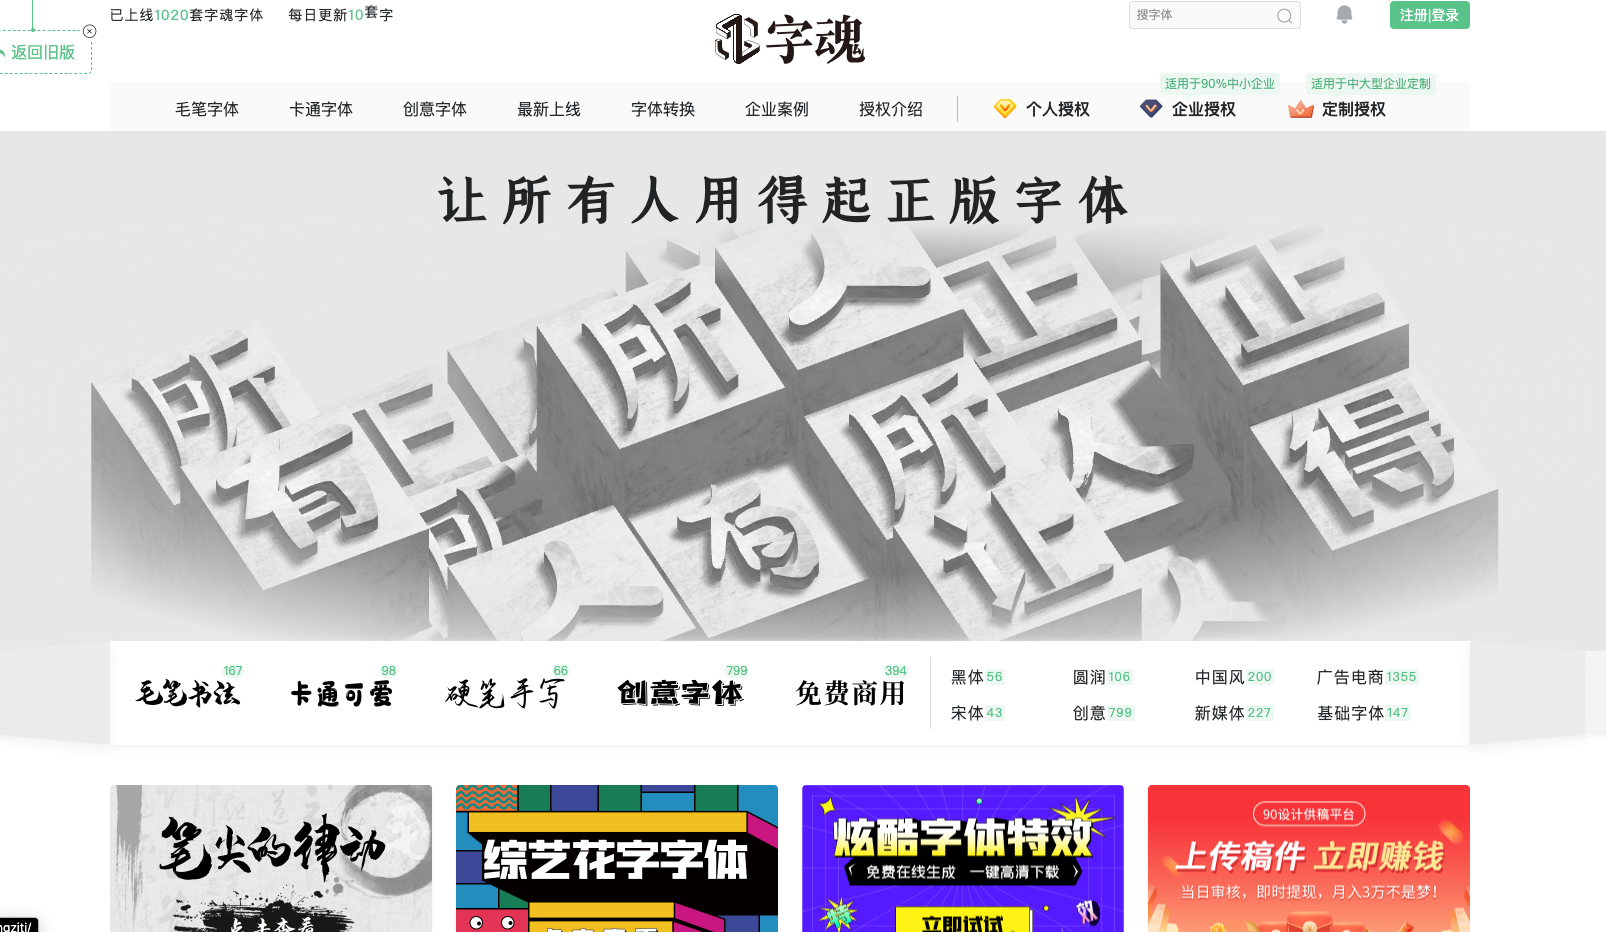 已上线1020套字魂字体 每日更新10套字
搜字体
注册|登录
返回旧版
字魂
适用于90%中小企业
适用于中大型企业定制
毛笔字体 卡通字体 创意字体 最新上线 字体转换 企业案例 授权介绍 个人授权 企业授权 定制授权
让所有人用得起正版字体
所
有
日
所
人
正
正
所
人
得
有
让
人
人
毛笔书法 167
卡通可爱 98
硬笔手写 66
创意字体 799
免费商用 394
黑体 56 圆润 106 中国风 200 广告电商 1355
宋体 43 创意 799 新媒体 227 基础字体 147
笔尖的律动
点击查看
综艺花字字体
点击查看
炫酷字体特效
免费在线生成 一键高清下载
立即试试
特
效
90设计供稿平台
上传稿件 立即赚钱
当日审核，即时提现，月入3万不是梦！
gziti/